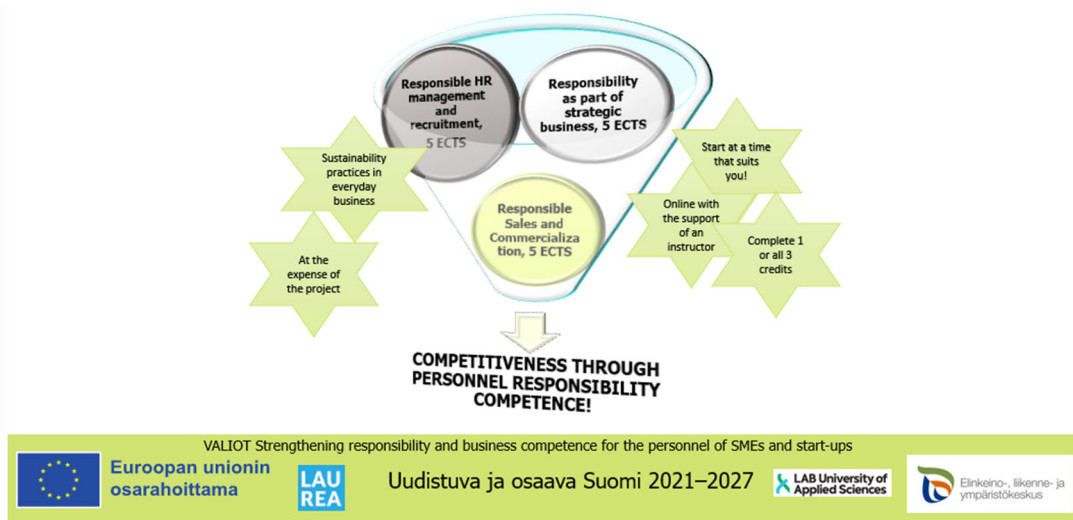 Responsible HR
management
and
recruitment,
5 ECTS
Responsibility
as part of
strategic
business, 5 ECTS
Responsible
Sales and
Commercializa
tion, 5 ECTS
Sustainability
practices in
everyday
business
At the
expense of
the project
Start at a time
that suits
you!
Online with
the support
of an
instructor
Complete 1
or all 3
credits
COMPETITIVENESS THROUGH
PERSONNEL RESPONSIBILITY
COMPETENCE!
VALIOT Strengthening responsibility and business competence for the personnel of SMEs and start-ups
Euroopan unionin
osarahoittama
LAU
REA
Uudistuva ja osaava Suomi 2021–2027
LAB University of
Applied Sciences
Elinkeino-, liikenne- ja
ympäristökeskus